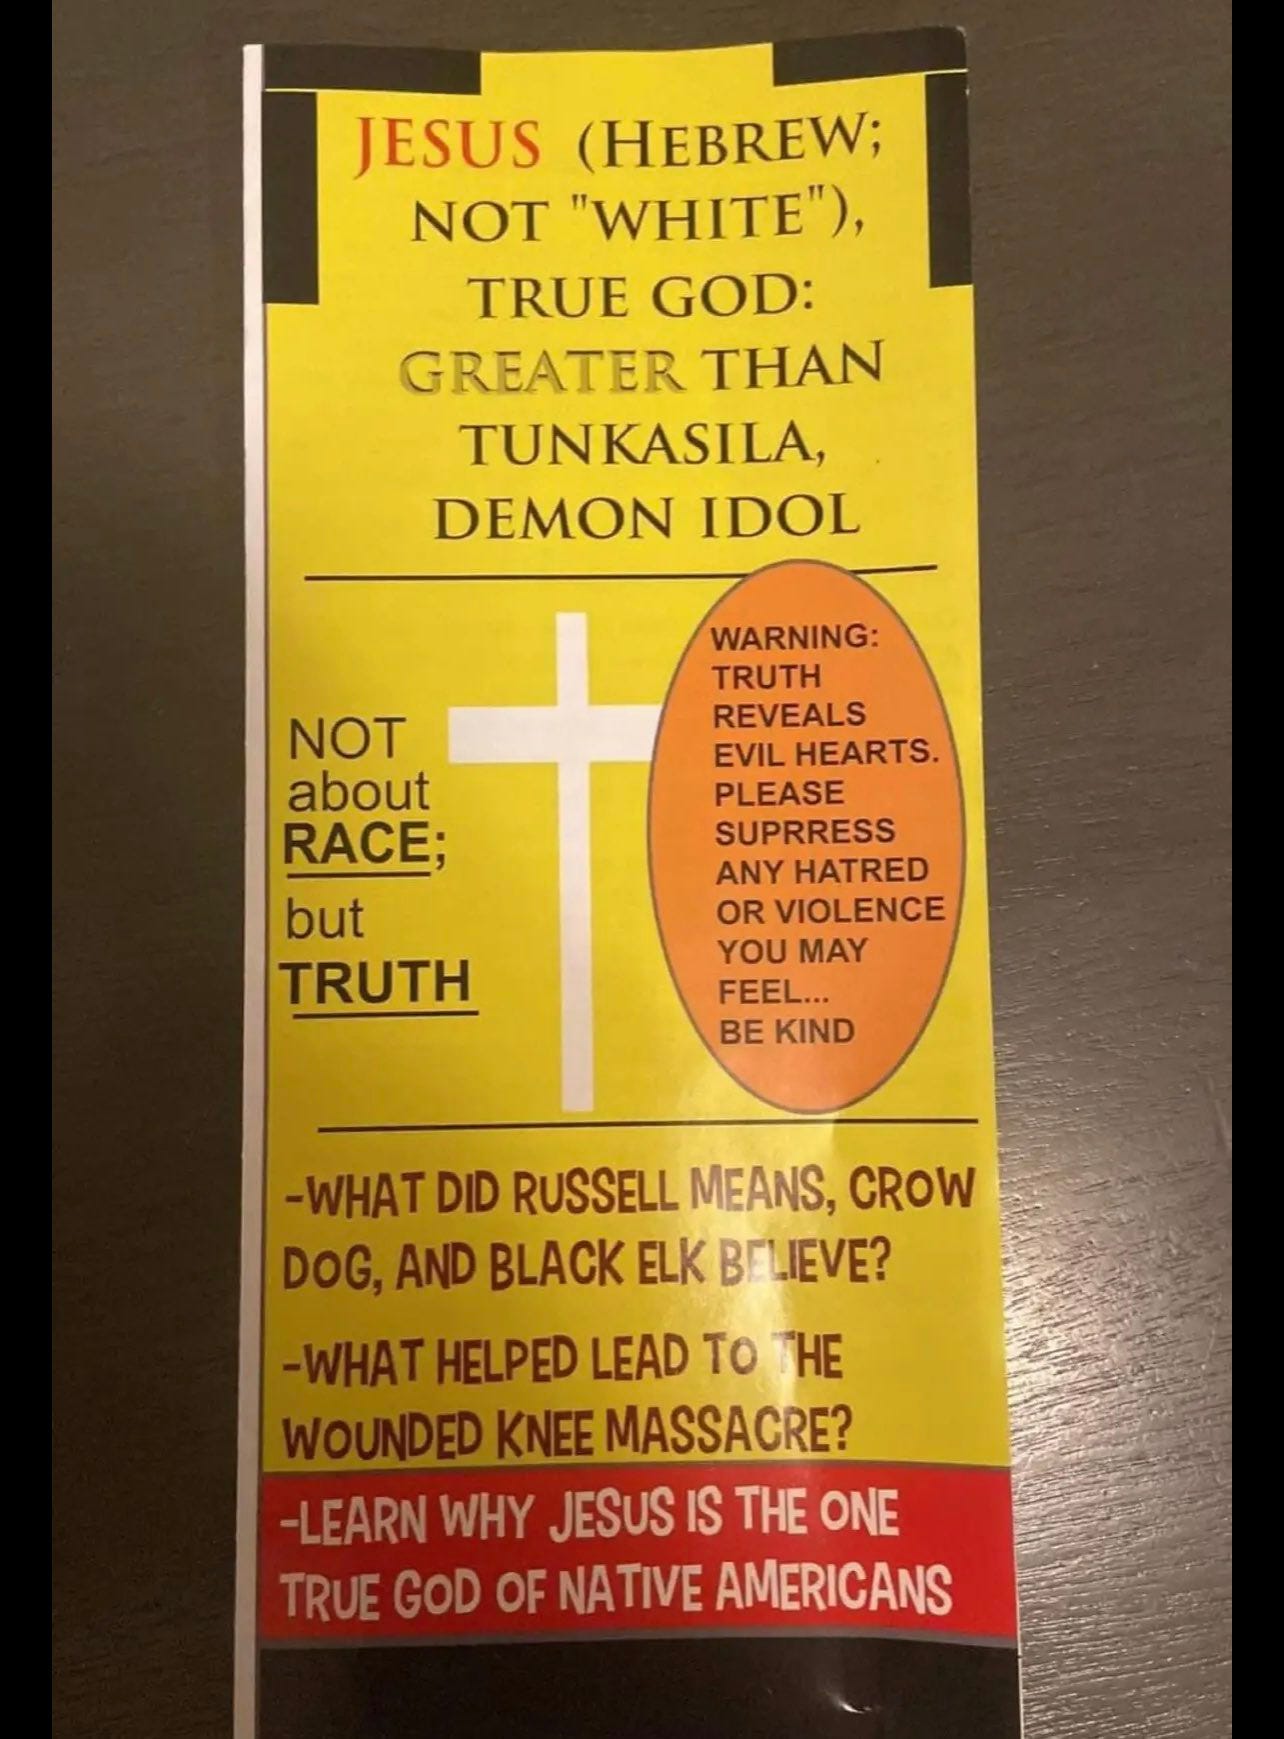 JESUS (HEBREW;
NOT "WHITE"),
TRUE GOD:
GREATER THAN
TUNKASILA,
DEMON IDOL
NOT
about
RACE;
but
TRUTH
WARNING:
TRUTH
REVEALS
EVIL HEARTS.
PLEASE
SUPRRESS
ANY HATRED
OR VIOLENCE
YOU MAY
FEEL...
BE KIND
-WHAT DID RUSSELL MEANS, CROW
DOG, AND BLACK ELK BELIEVE?
-WHAT HELPED LEAD TO THE
WOUNDED KNEE MASSACRE?
-LEARN WHY JESUS IS THE ONE
TRUE GOD OF NATIVE AMERICANS